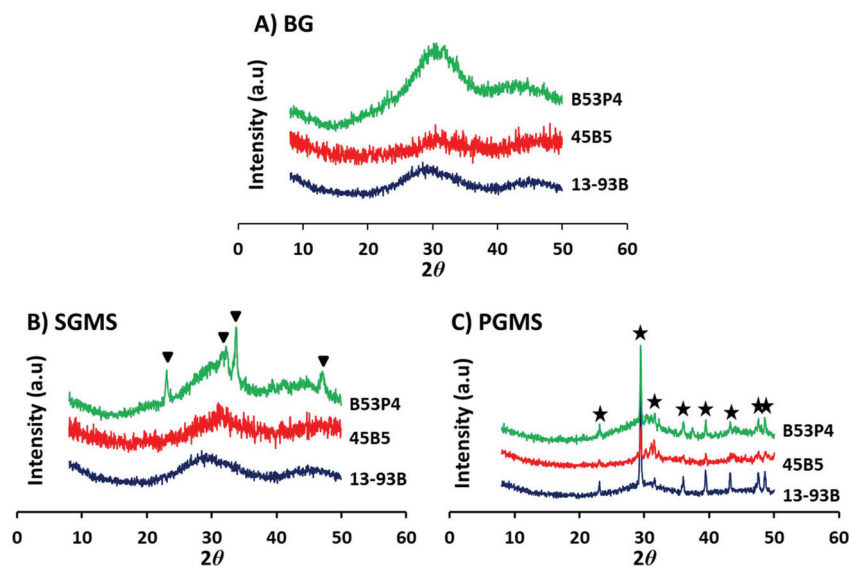 A) BG
Intensity (a.u)
B53P4
45B5
13-93B
0 10 20 30 40 50 60
2θ
B) SGMS
Intensity (a.u)
B53P4
45B5
13-93B
0 10 20 30 40 50 60
2θ
C) PGMS
Intensity (a.u)
B53P4
45B5
13-93B
0 10 20 30 40 50 60
2θ